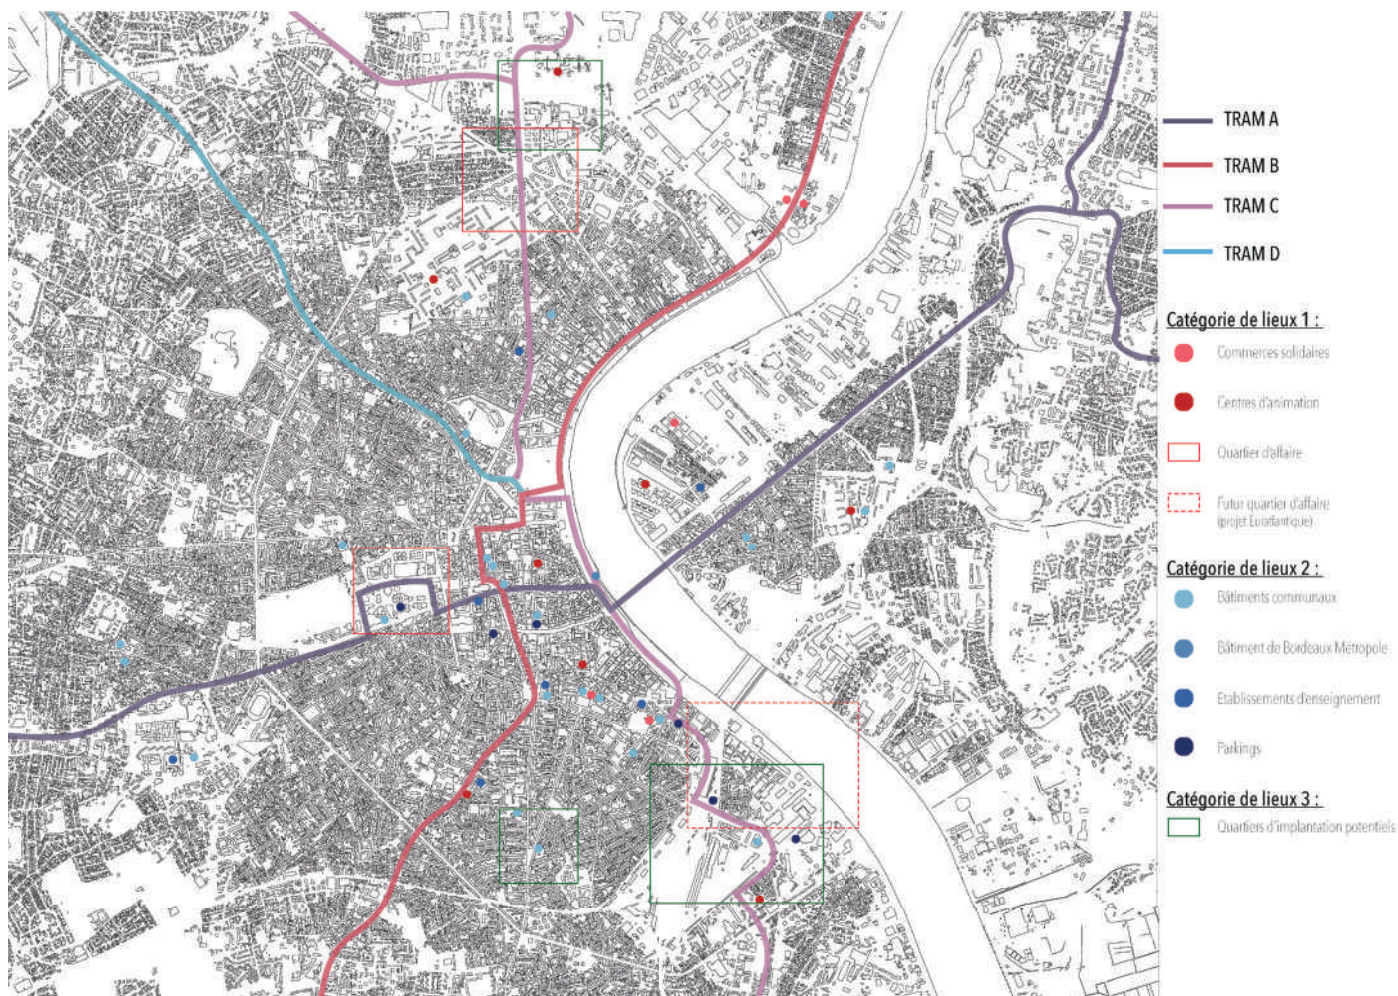 TRAM A
TRAM B
TRAM C
TRAM D
Catégorie de lieux 1 :
Commerces solidaires
Centres d'animation
Quartier d'affaire
Futur quartier d'affaire
(projet Euratlantique)
Catégorie de lieux 2 :
Bâtiments communaux
Bâtiment de Bordeaux Métropole
Etablissements d'enseignement
Parkings
Catégorie de lieux 3 :
Quartiers d'implantation potentiels